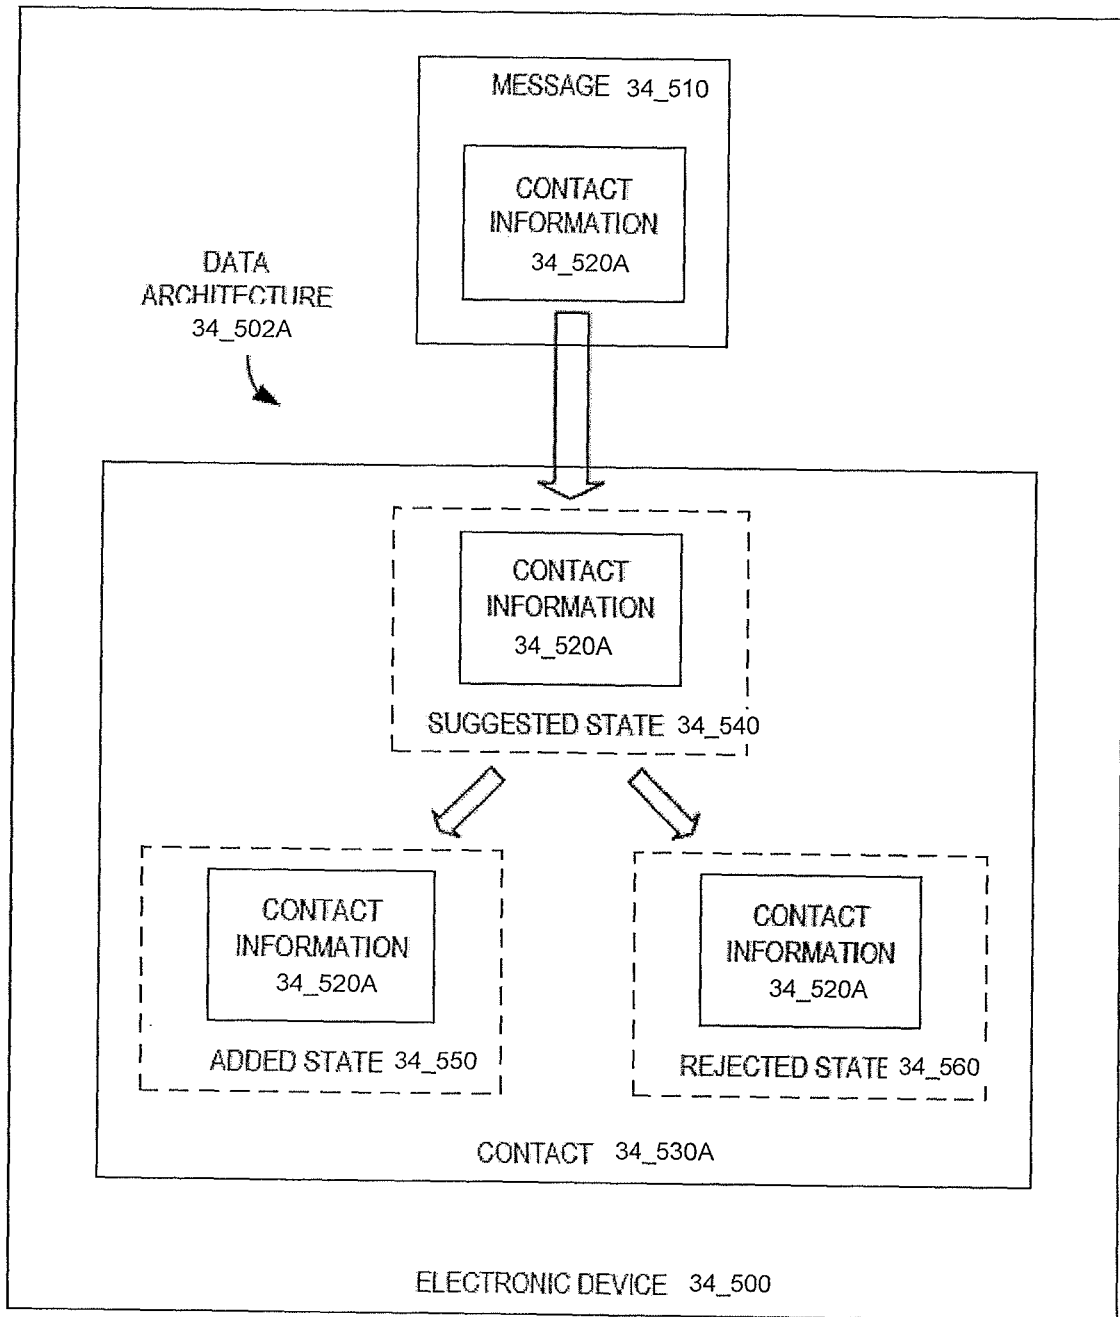 MESSAGE 34_510
CONTACT
INFORMATION
34_520A
DATA
ARCHITECTURE
34_502A
CONTACT
INFORMATION
34_520A
SUGGESTED STATE 34_540
CONTACT
INFORMATION
34_520A
ADDED STATE 34_550
CONTACT
INFORMATION
34_520A
REJECTED STATE 34_560
CONTACT 34_530A
ELECTRONIC DEVICE 34_500